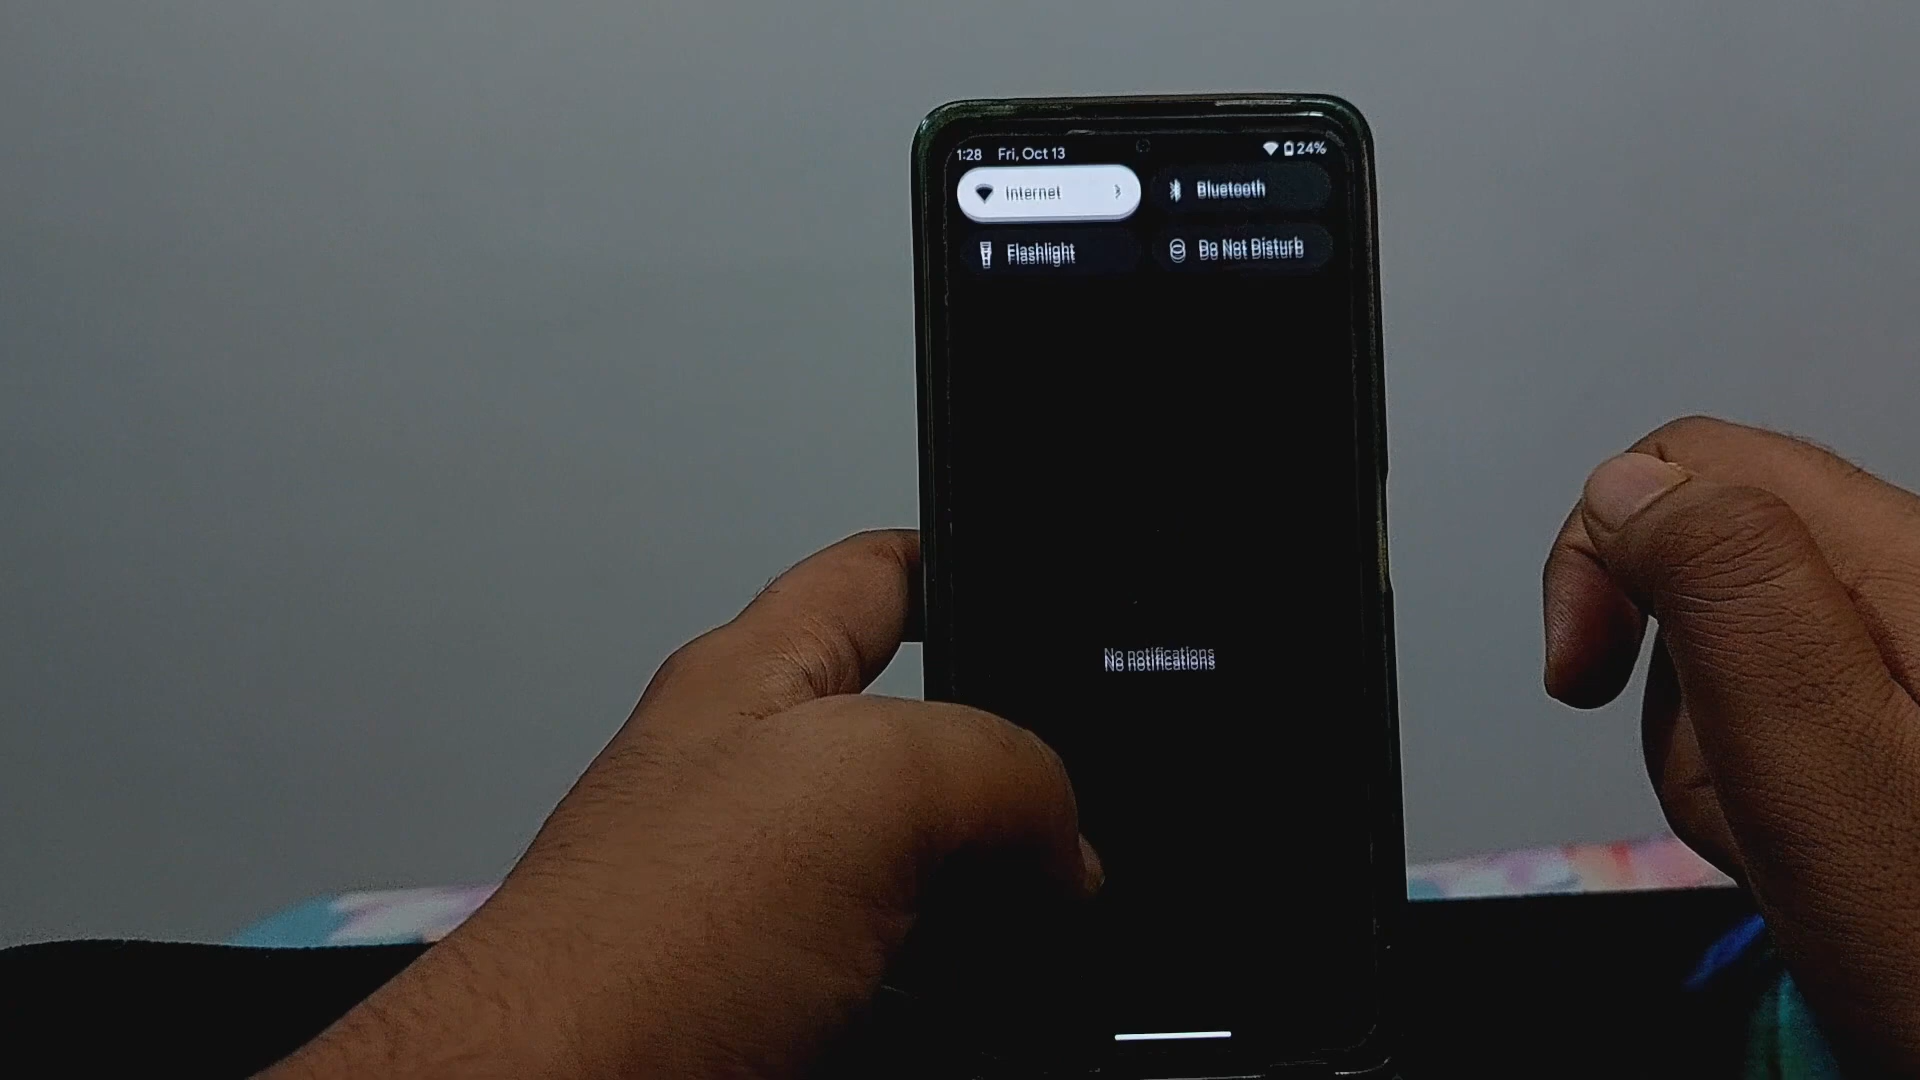 1:28 Fri, Oct 13 24%
Internet Bluetooth
Flashlight Do Not Disturb
No notifications